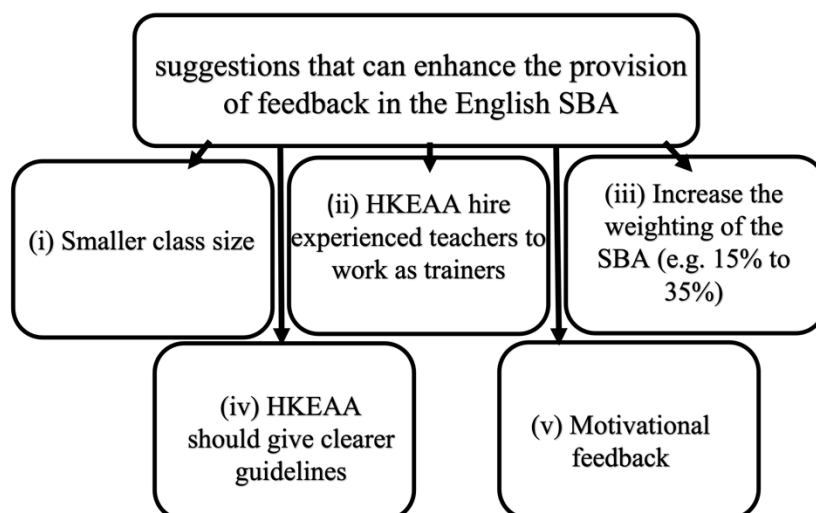 suggestions that can enhance the provision
of feedback in the English SBA
(i) Smaller class size
(ii) HKEAA hire
experienced teachers to
work as trainers
(iii) Increase the
weighting of the
SBA (e.g. 15% to
35%)
(iv) HKEAA
should give clearer
guidelines
(v) Motivational
feedback